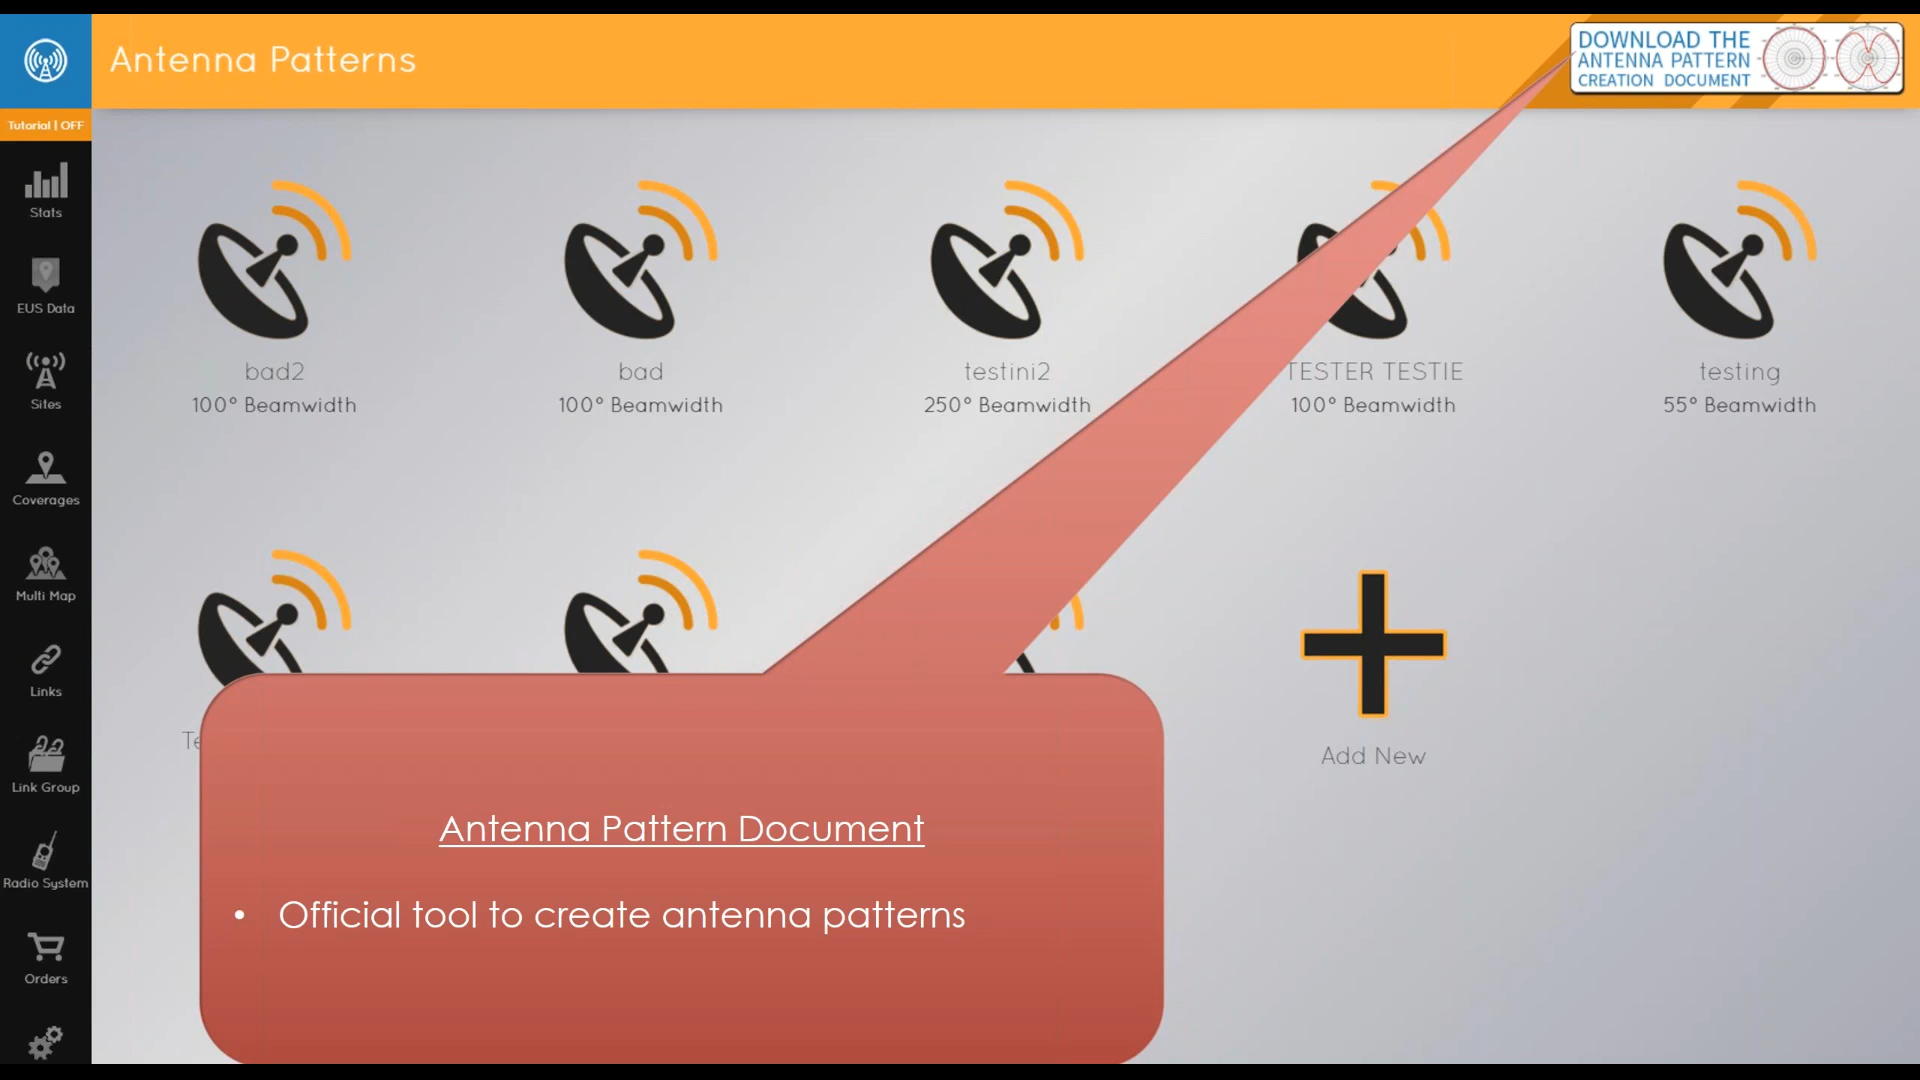 Antenna Patterns
DOWNLOAD THE
ANTENNA PATTERN
CREATION DOCUMENT
Tutorial | OFF
Stats
EUS Data
Sites
Coverages
Multi Map
Links
Link Group
Radio System
Orders
bad2
100° Beamwidth
bad
100° Beamwidth
testini2
250° Beamwidth
TESTER TESTIE
100° Beamwidth
testing
55° Beamwidth
Add New
Antenna Pattern Document
• Official tool to create antenna patterns